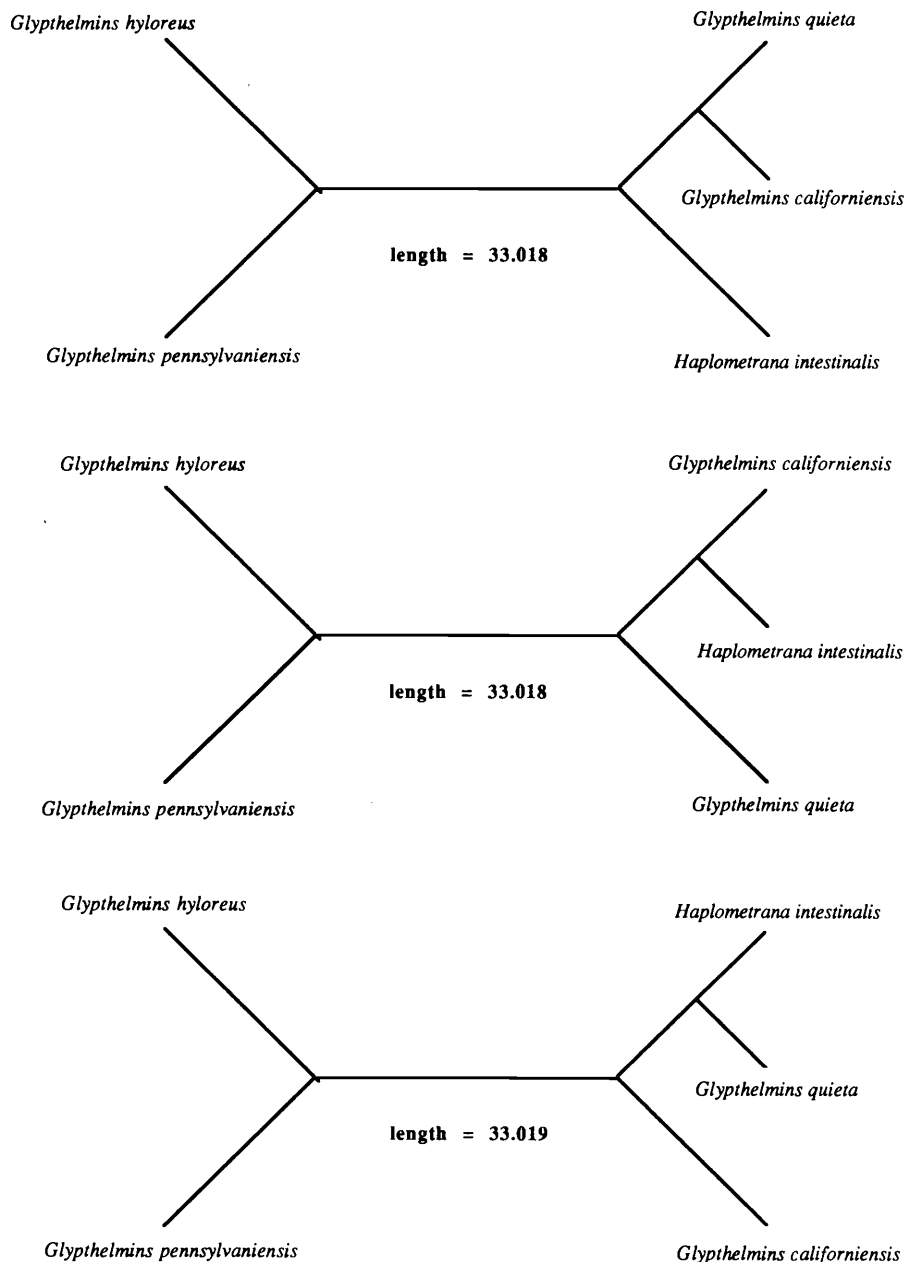 Glypthelmins hyloreus
Glypthelmins quieta
Glypthelmins californiensis
length = 33.018
Glypthelmins pennsylvaniensis
Haplometrana intestinalis
Glypthelmins hyloreus
Glypthelmins californiensis
Haplometrana intestinalis
length = 33.018
Glypthelmins pennsylvaniensis
Glypthelmins quieta
Glypthelmins hyloreus
Haplometrana intestinalis
Glypthelmins quieta
length = 33.019
Glypthelmins pennsylvaniensis
Glypthelmins californiensis